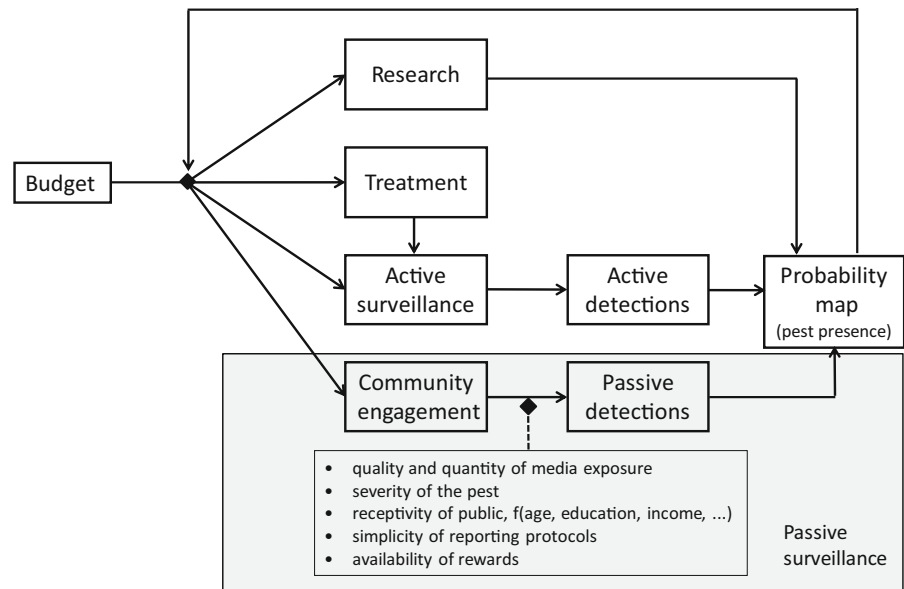 Research
Budget
Treatment
Active
surveillance
Active
detections
Probability
map
(pest presence)
Community
engagement
Passive
detections
• quality and quantity of media exposure
• severity of the pest
• receptivity of public, f(age, education, income, ...)
• simplicity of reporting protocols
• availability of rewards
Passive
surveillance